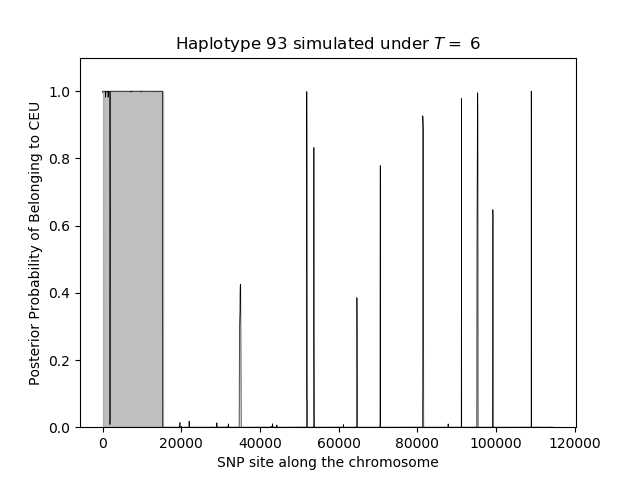 Haplotype 93 simulated under T = 6
Posterior Probability of Belonging to CEU
1.0
0.8
0.6
0.4
0.2
0.0
0 20000 40000 60000 80000 100000 120000
SNP site along the chromosome